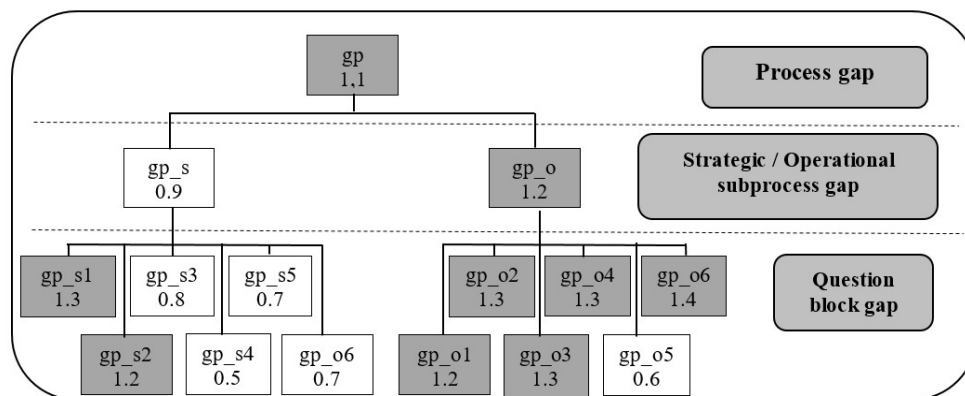 gp
1,1
Process gap
gp_s
0.9
gp_o
1.2
Strategic / Operational
subprocess gap
gp_s1
1.3
gp_s3
0.8
gp_s5
0.7
gp_o2
1.3
gp_o4
1.3
gp_o6
1.4
Question
block gap
gp_s2
1.2
gp_s4
0.5
gp_o6
0.7
gp_o1
1.2
gp_o3
1.3
gp_o5
0.6